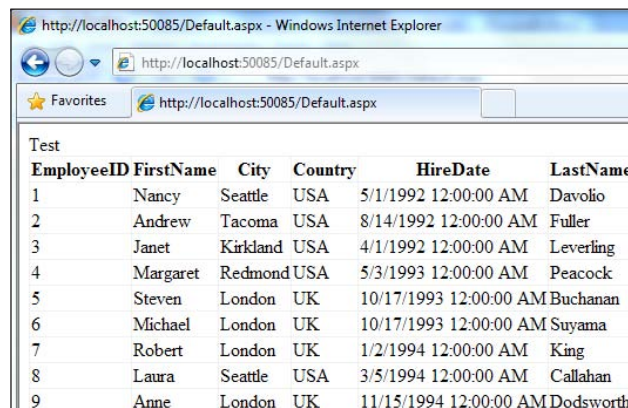 http://localhost:50085/Default.aspx - Windows Internet Explorer
http://localhost:50085/Default.aspx
Favorites http://localhost:50085/Default.aspx
Test
EmployeeID FirstName City Country HireDate LastName
1 Nancy Seattle USA 5/1/1992 12:00:00 AM Davolio
2 Andrew Tacoma USA 8/14/1992 12:00:00 AM Fuller
3 Janet Kirkland USA 4/1/1992 12:00:00 AM Leverling
4 Margaret Redmond USA 5/3/1993 12:00:00 AM Peacock
5 Steven London UK 10/17/1993 12:00:00 AM Buchanan
6 Michael London UK 10/17/1993 12:00:00 AM Suyama
7 Robert London UK 1/2/1994 12:00:00 AM King
8 Laura Seattle USA 3/5/1994 12:00:00 AM Callahan
9 Anne London UK 11/15/1994 12:00:00 AM Dodsworth